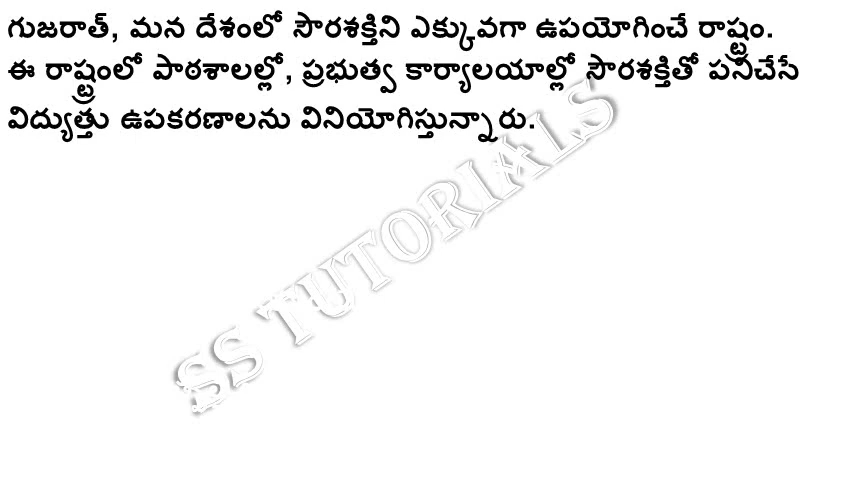 గుజరాత్, మన దేశంలో సౌరశక్తిని ఎక్కువగా ఉపయోగించే రాష్ట్రం.
ఈ రాష్ట్రంలో పాఠశాలల్లో, ప్రభుత్వ కార్యాలయాల్లో సౌరశక్తితో పనిచేసే
విద్యుత్తు ఉపకరణాలను వినియోగిస్తున్నారు.
SS TUTORIALS